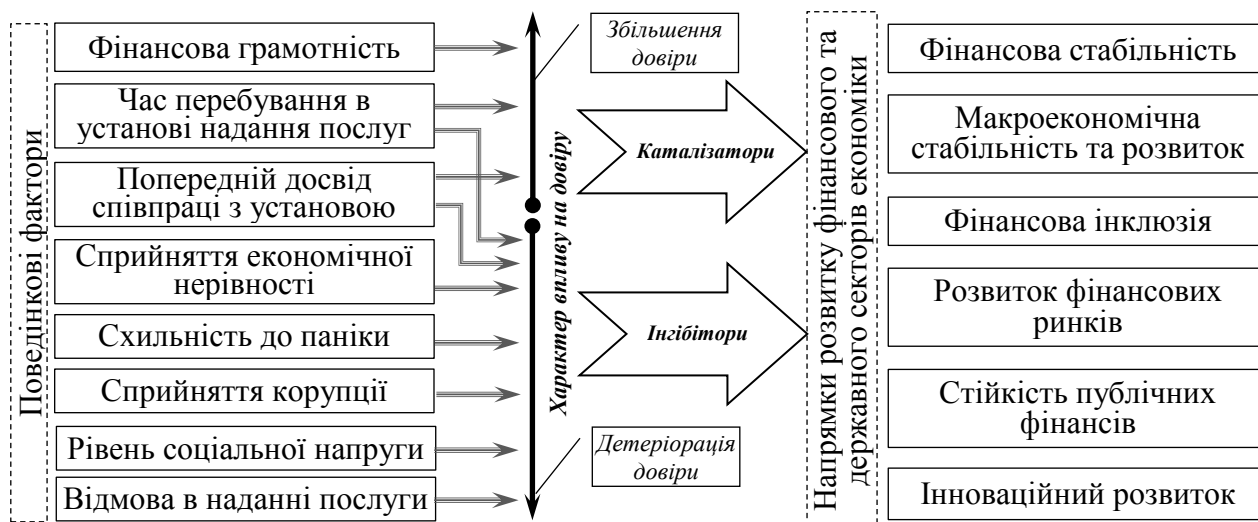 Поведінкові фактори
Фінансова грамотність
Час перебування в
установі надання послуг
Попередній досвід
співпраці з установою
Сприйняття економічної
нерівності
Схильність до паніки
Сприйняття корупції
Рівень соціальної напруги
Відмова в наданні послуги
Збільшення
довіри
Характер впливу на довіру
Каталізатори
Інгібітори
Детеріорація
довіри
Напрямки розвитку фінансового та
державного секторів економіки
Фінансова стабільність
Макроекономічна
стабільність та розвиток
Фінансова інклюзія
Розвиток фінансових
ринків
Стійкість публічних
фінансів
Інноваційний розвиток